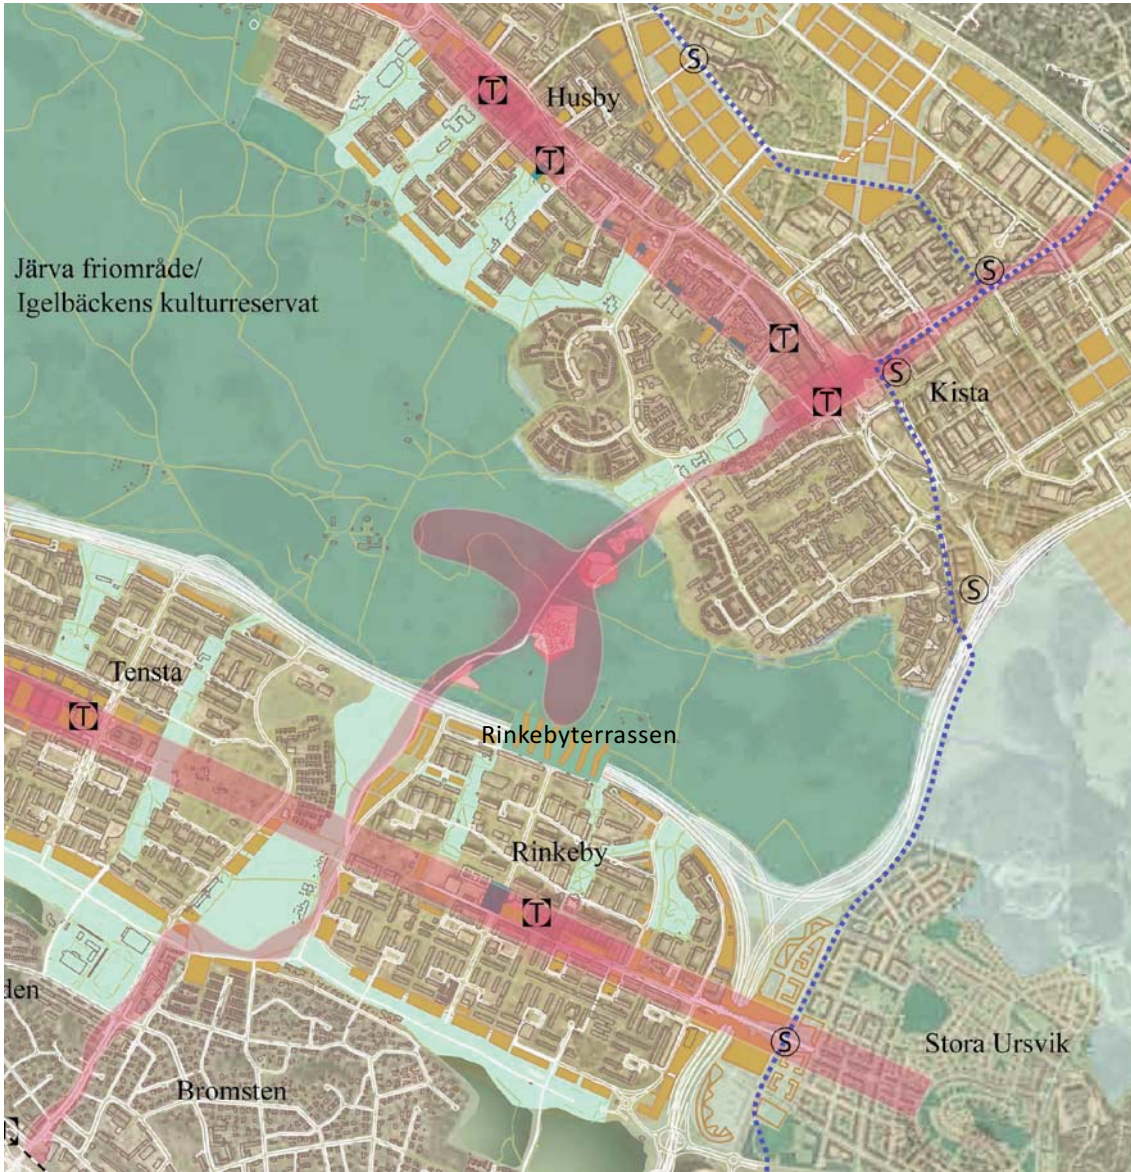 S
T
Husby
T
Järva friområde/
Igelbäckens kulturreservat
S
T
S
Kista
T
S
Tensta
T
Rinkebyterrassen
Rinkeby
T
den
S
Stora Ursvik
Bromsten